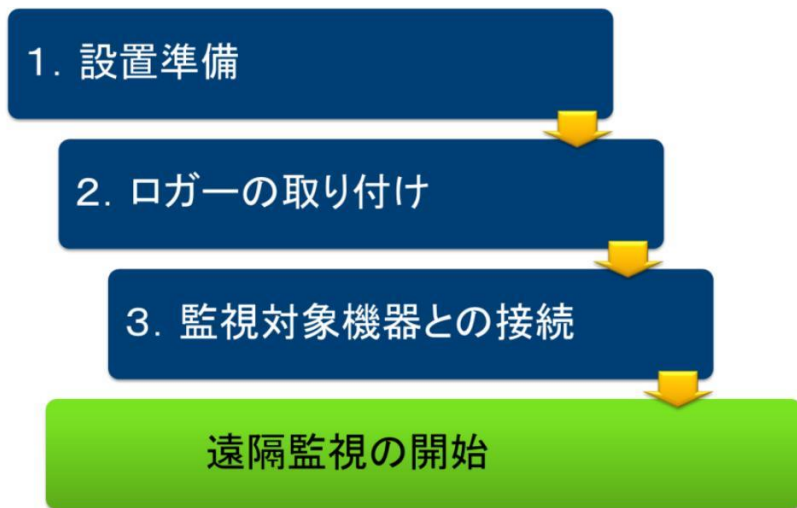 １．設置準備
２．ロガーの取り付け
３．監視対象機器との接続
遠隔監視の開始